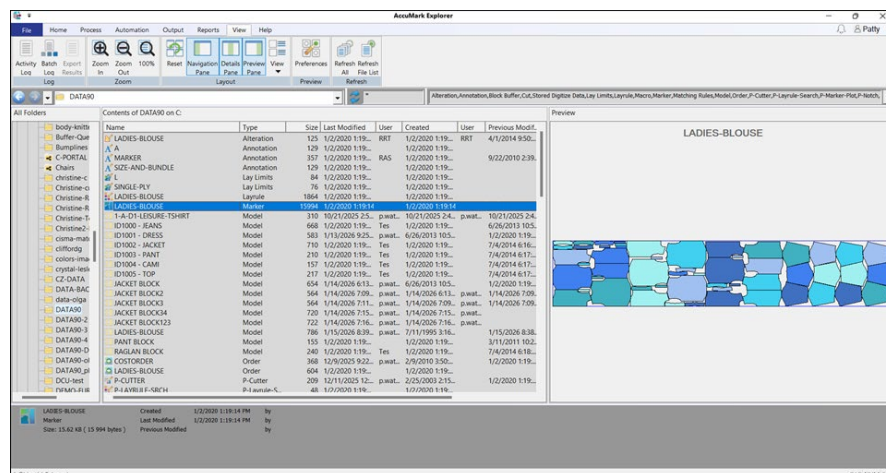 AccuMark Explorer
File Home Process Automation Output Reports View Help
Patty
Activity Log Batch Log Export Results Zoom In Zoom Out 100% Reset Navigation Pane Details Pane Preview Pane View Preferences Refresh All Refresh File List
Log Zoom Layout Preview Refresh
DATA90
Alteration,Annotation,Block Buffer,Cut,Stored Digitize Data,Lay Limits,Layrule,Macro,Marker,Matching Rules,Model,Order,P-Cutter,P-Layrule-Search,P-Marker-Plot,P-Notch,
All Folders
body-knitti
Buffer-Que
Bumplines
C-PORTAL
Chairs
christine-c
Christine-R
Christine-R
Christine-T-
Christine2-
cisma-mat
cliffordg
colors-ima
crystal-lesl
CZ-DATA
DATA-BAC
data-olga
DATA90
DATA90-2
DATA90-3
DATA90-4
DATA90-D
DCU-test
Contents of DATA90 on C:
Name Type Size Last Modified User Created User Previous Modif...
LADIES-BLOUSE Alteration 125 1/2/2020 1:19:... RRT 1/2/2020 1:19:... RRT 4/1/2014 9:50:...
A Annotation 129 1/2/2020 1:19:... 1/2/2020 1:19:...
MARKER Annotation 357 1/2/2020 1:19:... RAS 1/2/2020 1:19:... 9/22/2010 2:39...
SIZE-AND-BUNDLE Annotation 129 1/2/2020 1:19:... 1/2/2020 1:19:...
L Lay Limits 84 1/2/2020 1:19:... 1/2/2020 1:19:...
SINGLE-PLY Lay Limits 76 1/2/2020 1:19:... 1/2/2020 1:19:...
LADIES-BLOUSE Layrule 1864 1/2/2020 1:19:... 1/2/2020 1:19:...
LADIES-BLOUSE Marker 15994 1/2/2020 1:19:14 1/2/2020 1:19:14
1-A-D1-LEISURE-TSHIRT Model 310 10/21/2025 2:5... p.wat... 10/21/2025 2:4... p.wat... 10/21/2025 2:4...
ID1000 - JEANS Model 668 1/2/2020 1:19:... Tes 1/2/2020 1:19:... 6/26/2013 10:5...
ID1001 - DRESS Model 583 1/13/2026 9:25... p.wat... 6/26/2013 10:5... 1/2/2020 1:19:...
ID1002 - JACKET Model 710 1/2/2020 1:19:... Tes 1/2/2020 1:19:... 7/4/2014 6:16:...
ID1003 - PANT Model 210 1/2/2020 1:19:... Tes 1/2/2020 1:19:... 7/4/2014 6:17:...
ID1004 - CAMI Model 157 1/2/2020 1:19:... Tes 1/2/2020 1:19:... 7/4/2014 6:17:...
ID1005 - TOP Model 217 1/2/2020 1:19:... Tes 1/2/2020 1:19:... 7/4/2014 6:17:...
JACKET BLOCK Model 654 1/14/2026 6:13... p.wat... 6/26/2013 10:5... 1/2/2020 1:19:...
JACKET BLOCK2 Model 564 1/14/2026 7:09... p.wat... 1/14/2026 6:13... p.wat... 1/14/2026 7:09...
JACKET BLOCK3 Model 564 1/14/2026 7:11... p.wat... 1/14/2026 7:09... p.wat... 1/14/2026 7:09...
JACKET BLOCK34 Model 720 1/14/2026 7:15... p.wat... 1/14/2026 7:15... p.wat...
JACKET BLOCK123 Model 722 1/14/2026 7:16... p.wat... 1/14/2026 7:16... p.wat...
LADIES-BLOUSE Model 786 1/15/2026 8:39... p.wat... 7/11/1995 3:16... 1/15/2026 8:38...
PANT BLOCK Model 155 1/2/2020 1:19:... 1/2/2020 1:19:... 3/11/2011 10:2...
RAGLAN BLOCK Model 240 1/2/2020 1:19:... Tes 1/2/2020 1:19:... 7/4/2014 6:18:...
COSTORDER Order 368 12/9/2025 9:22... p.wat... 2/9/2010 3:50:... 1/2/2020 1:19:...
LADIES-BLOUSE Order 604 1/2/2020 1:19:... 1/2/2020 1:19:...
P-CUTTER P-Cutter 209 12/11/2025 12:... p.wat... 2/25/2003 2:15... 1/2/2020 1:19:...
P-LAYRULE-SRCH P-Layrule-S... 48 1/2/2020 1:19:... 1/2/2020 1:19:...
Preview
LADIES-BLOUSE
LADIES-BLOUSE Created 1/2/2020 1:19:14 PM by
Marker Last Modified 1/2/2020 1:19:14 PM by
Size: 15.62 KB ( 15 994 bytes ) Previous Modified by